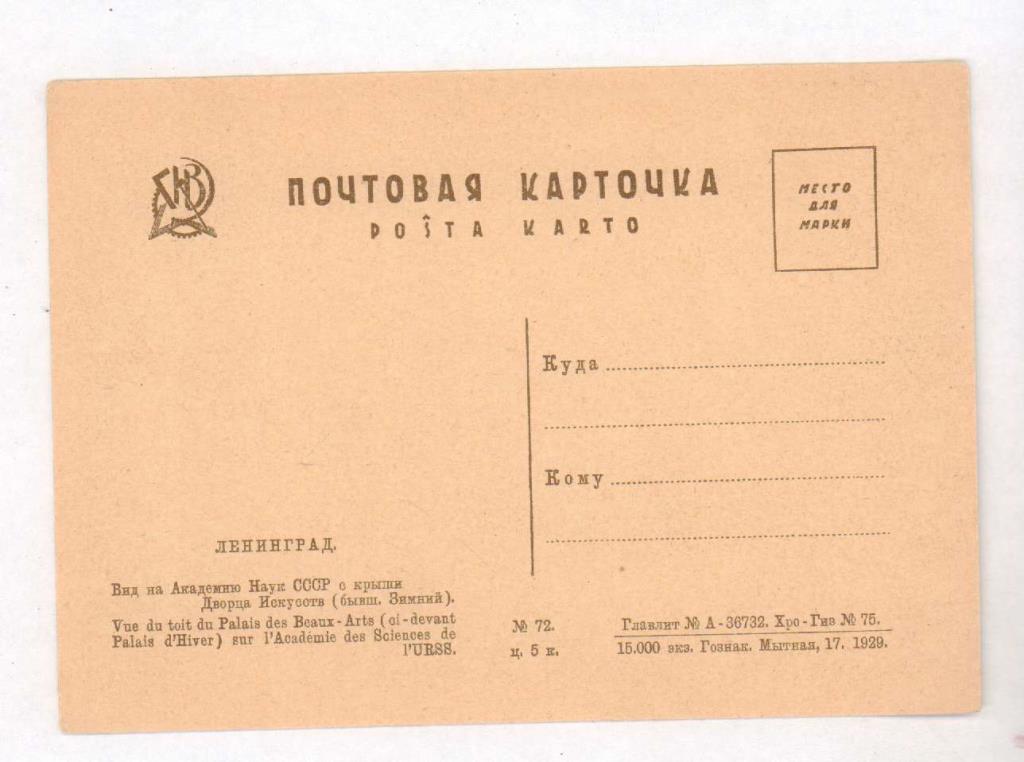 ПОЧТОВАЯ КАРТОЧКА
POŜTA KARTO
МЕСТО
ДЛЯ
МАРКИ
Куда
Кому
ЛЕНИНГРАД.
Вид на Академию Наук СССР с крыши
Дворца Искусств (бывш. Зимний).
Vue du toit du Palais des Beaux-Arts (ci-devant
Palais d'Hiver) sur l'Académie des Sciences de
l'URSS.
№ 72.
ц. 5 к.
Главлит № А-36732. Хро-Гиз № 75.
15.000 экз. Гознак. Мытная, 17. 1929.